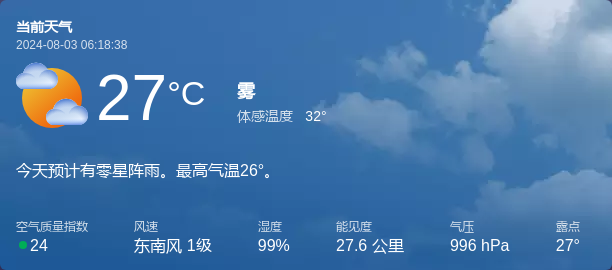 当前天气
2024-08-03 06:18:38
27°C
雾
体感温度 32°
今天预计有零星阵雨。最高气温26°。
空气质量指数 风速 湿度 能见度 气压 露点
24 东南风 1级 99% 27.6 公里 996 hPa 27°